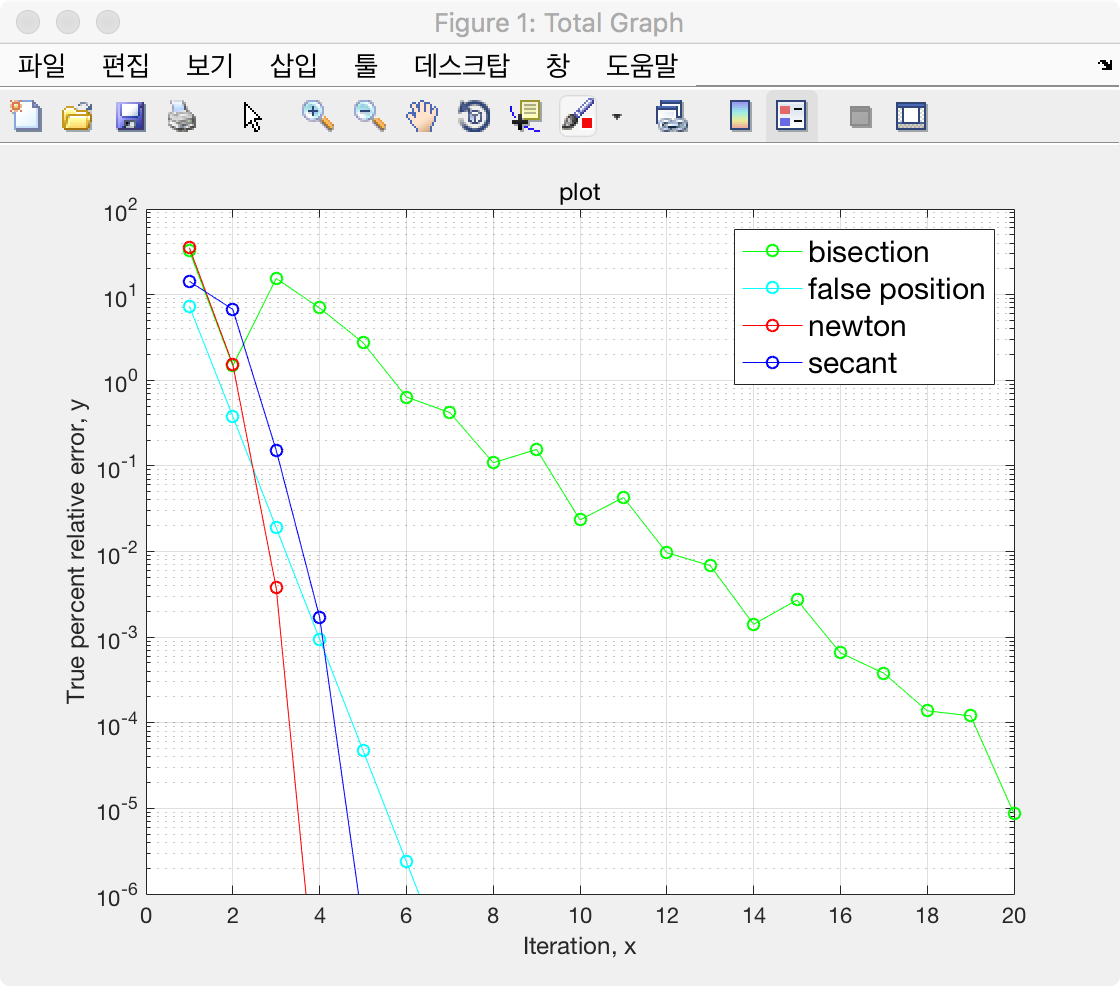 Figure 1: Total Graph
파일 편집 보기 삽입 툴 데스크탑 창 도움말
plot
10^2
10^1
10^0
10^-1
10^-2
10^-3
10^-4
10^-5
10^-6
True percent relative error, y
bisection
false position
newton
secant
0 2 4 6 8 10 12 14 16 18 20
Iteration, x